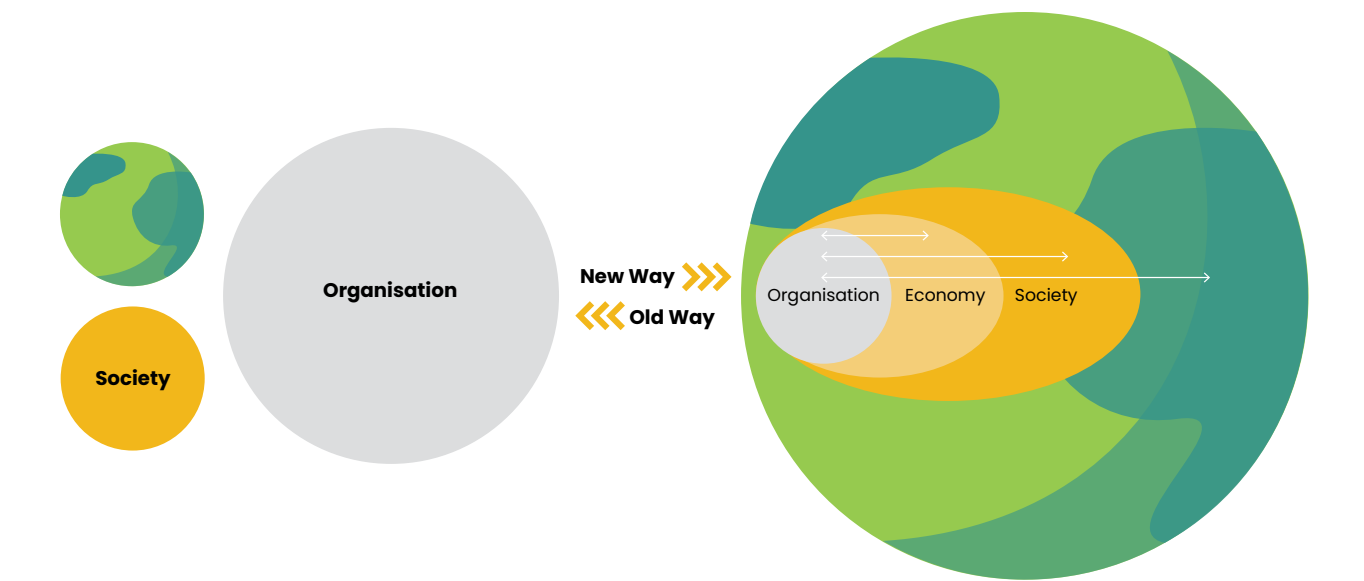 Society
Organisation
New Way
Old Way
Organisation
Economy
Society